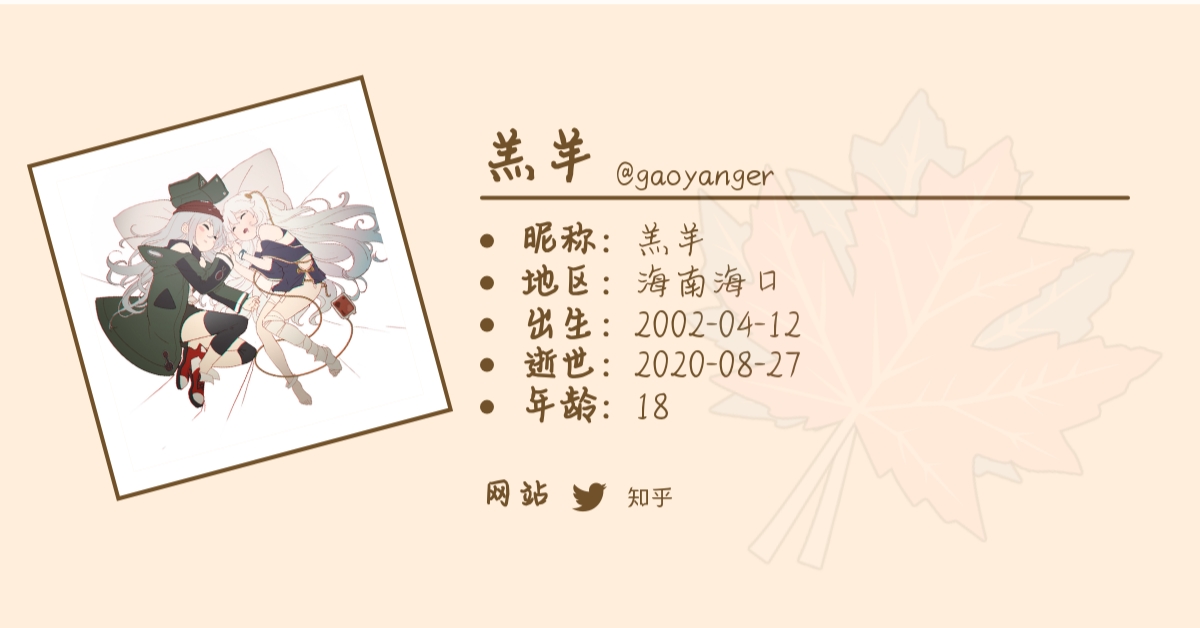 羔羊 @gaoyanger
昵称：羔羊
地区：海南海口
出生：2002-04-12
逝世：2020-08-27
年龄：18
网站 知乎